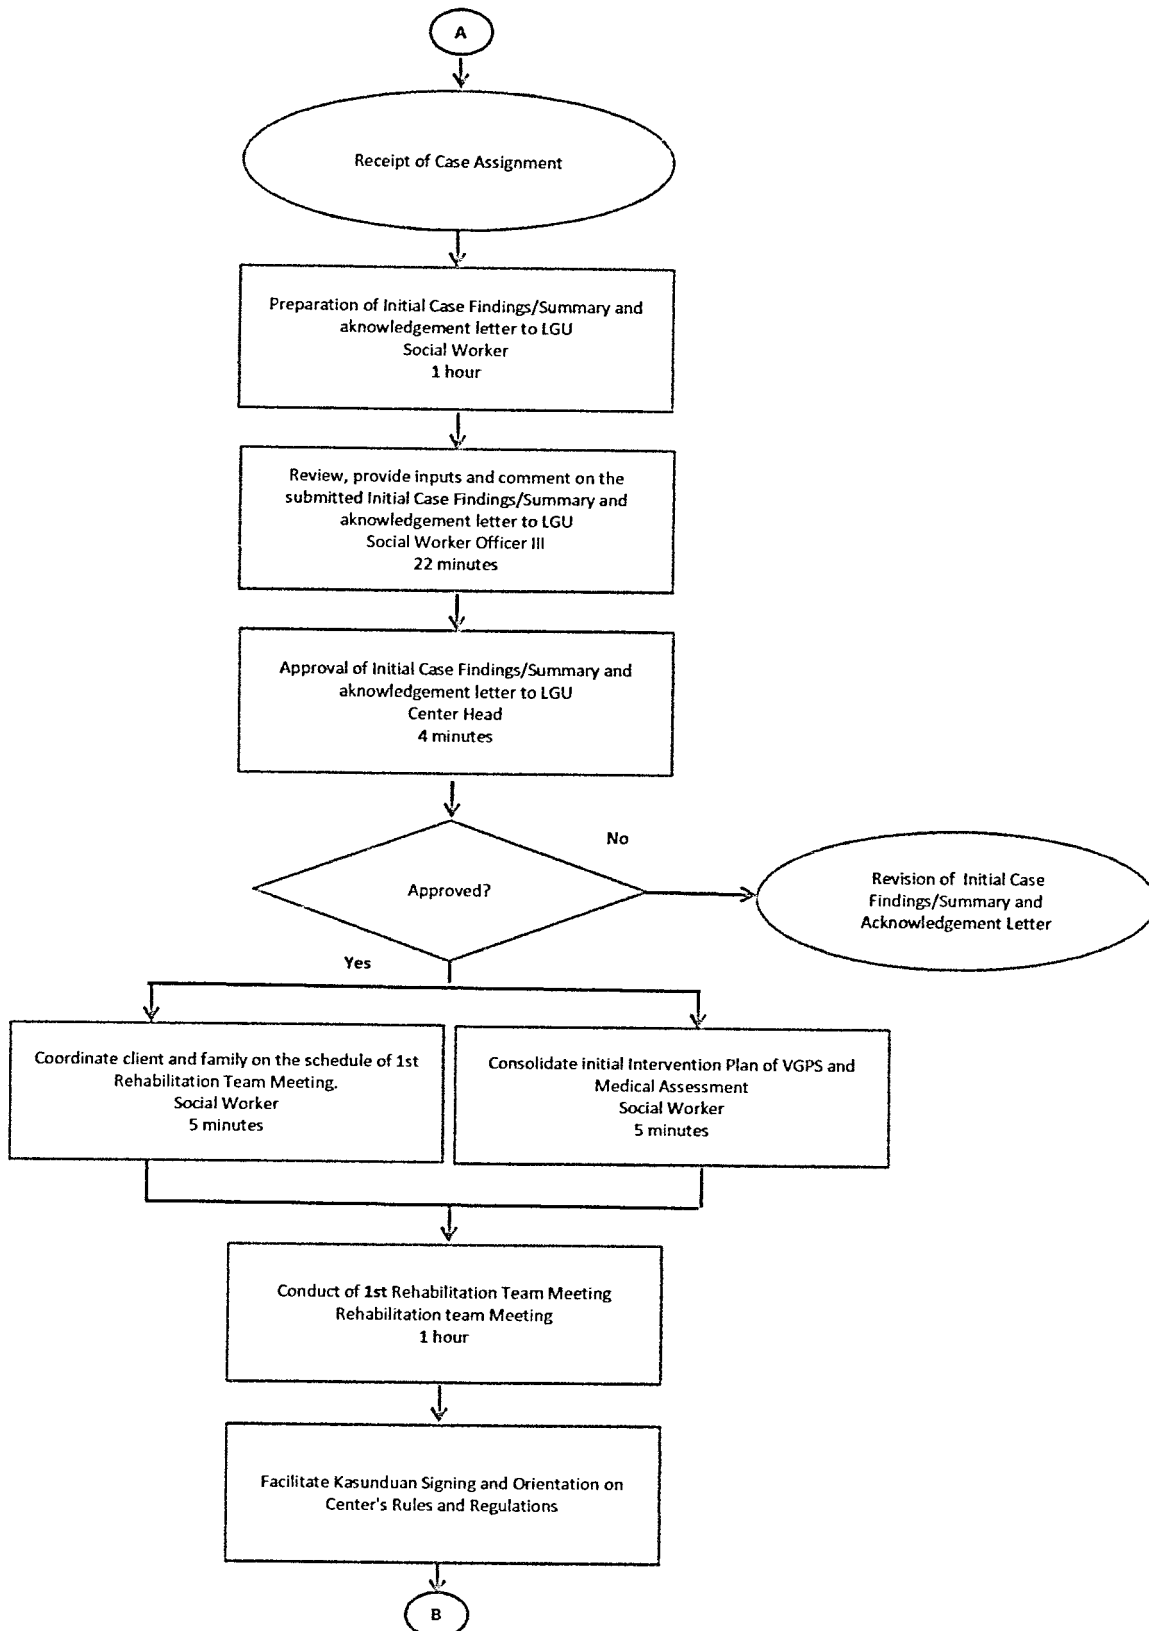 A
Receipt of Case Assignment
Preparation of Initial Case Findings/Summary and
aknowledgement letter to LGU
Social Worker
1 hour
Review, provide inputs and comment on the
submitted Initial Case Findings/Summary and
aknowledgement letter to LGU
Social Worker Officer III
22 minutes
Approval of Initial Case Findings/Summary and
aknowledgement letter to LGU
Center Head
4 minutes
No
Approved?
Revision of Initial Case
Findings/Summary and
Acknowledgement Letter
Yes
Coordinate client and family on the schedule of 1st
Rehabilitation Team Meeting.
Social Worker
5 minutes
Consolidate initial Intervention Plan of VGPS and
Medical Assessment
Social Worker
5 minutes
Conduct of 1st Rehabilitation Team Meeting
Rehabilitation team Meeting
1 hour
Facilitate Kasunduan Signing and Orientation on
Center's Rules and Regulations
B